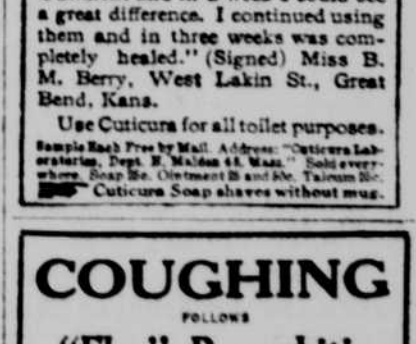 a great difference. I continued using
them and in three weeks was com-
pletely healed." (Signed) Miss B.
M. Berry, West Lakin St., Great
Bend, Kans.
Use Cuticura for all toilet purposes.
Sample Each Free by Mail. Address: "Cuticura Lab-
oratories, Dept. H, Malden 48, Mass." Sold every-
where. Soap 25c. Ointment 25 and 50c. Talcum 25c.
Cuticura Soap shaves without mug.
COUGHING
FOLLOWS